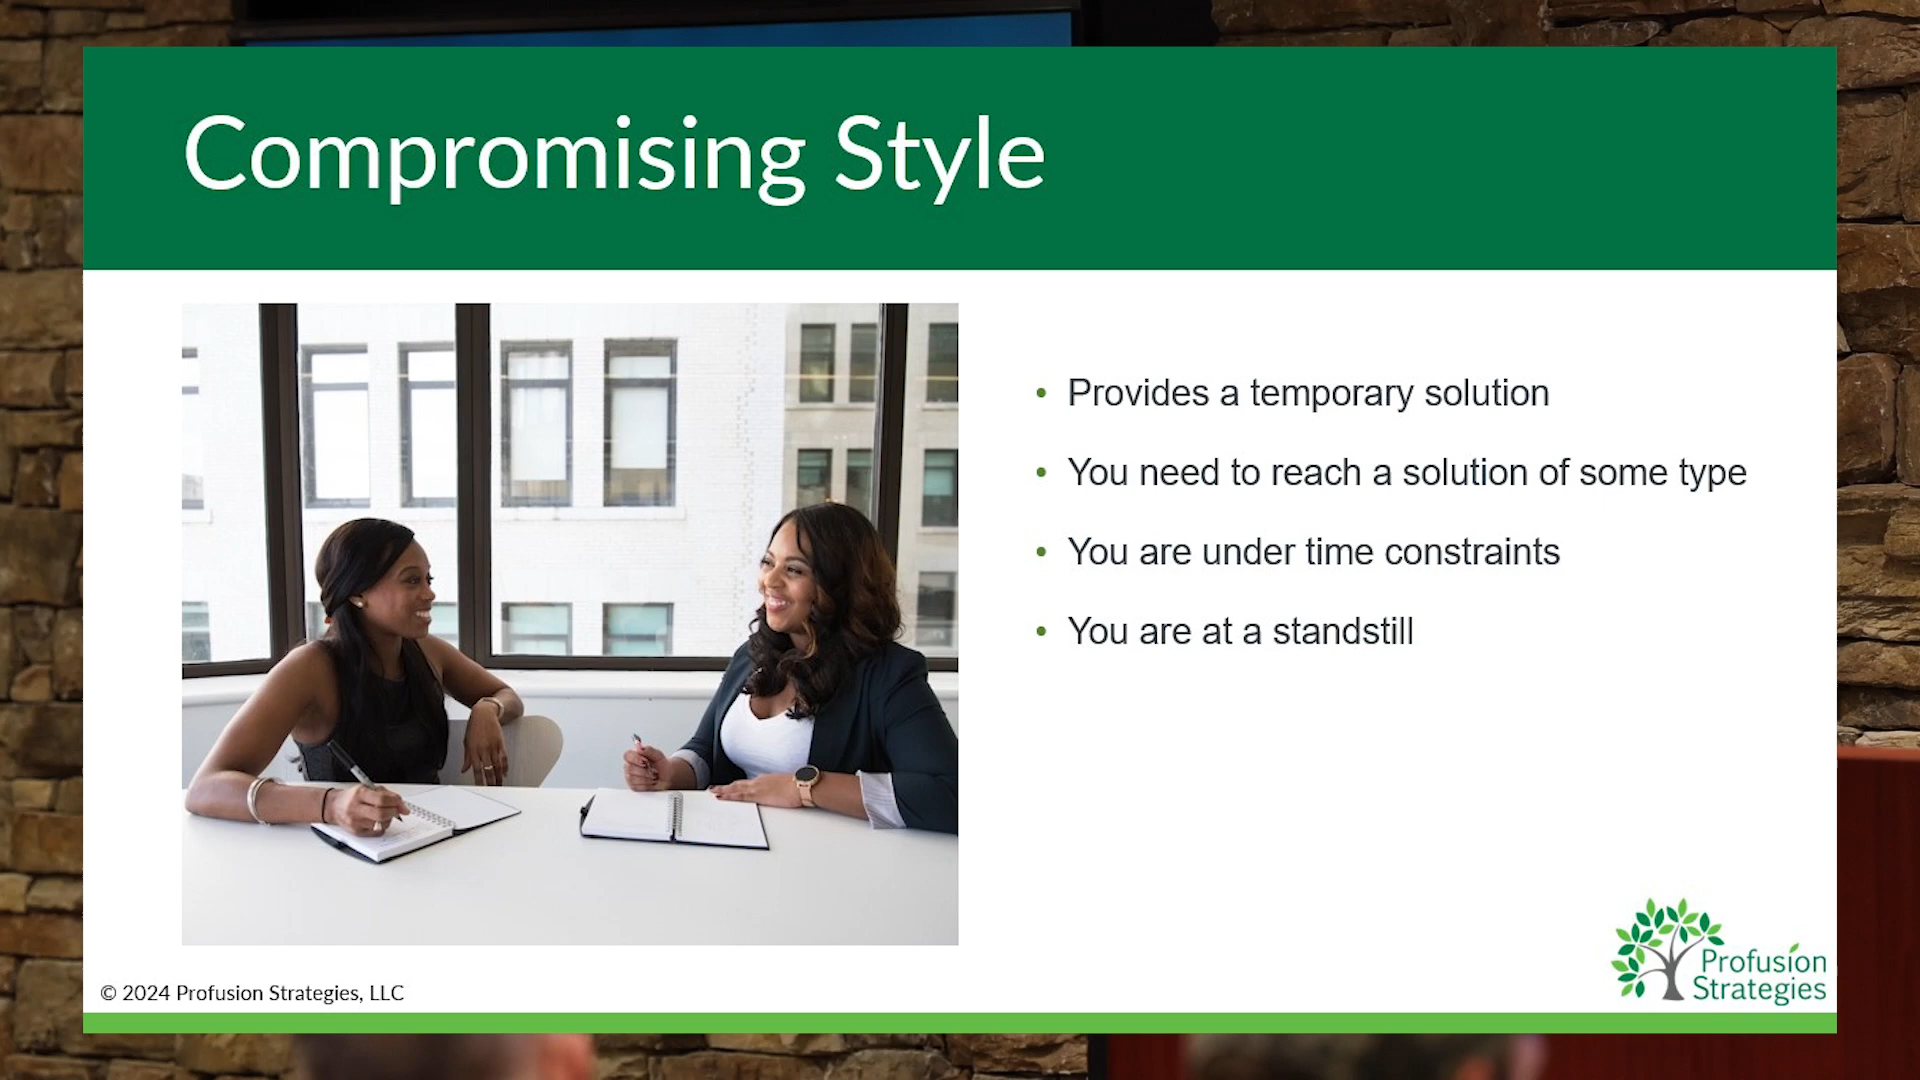 Compromising Style
• Provides a temporary solution
• You need to reach a solution of some type
• You are under time constraints
• You are at a standstill
© 2024 Profusion Strategies, LLC
Profusion
Strategies